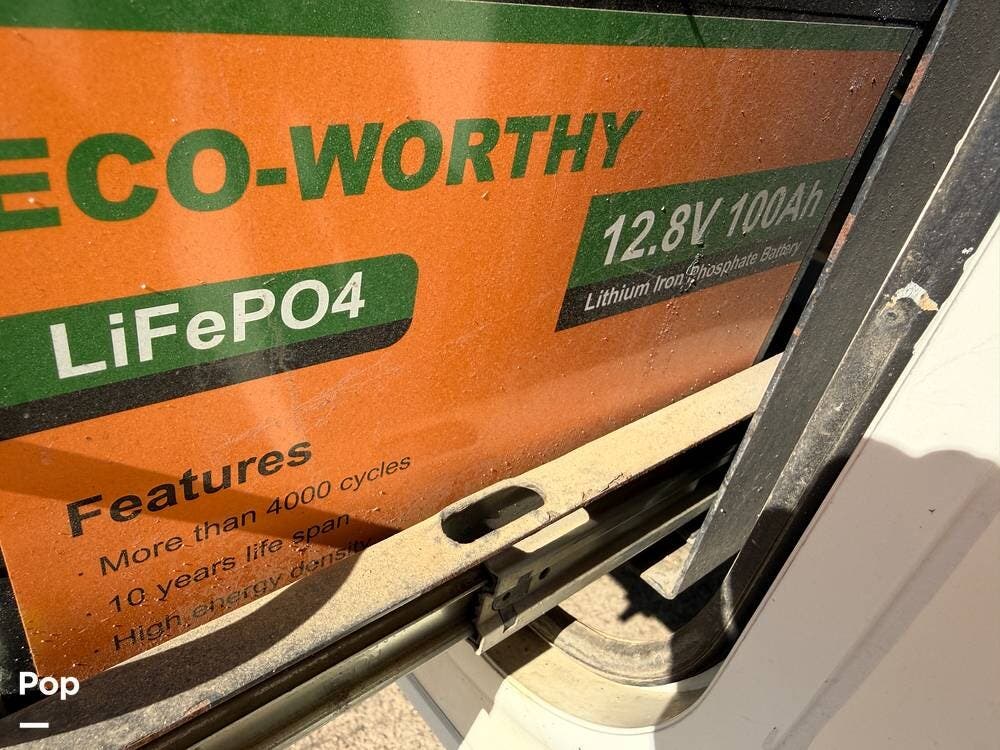 ECO-WORTHY
12.8V 100Ah
Lithium Iron Phosphate Battery
LiFePO4
Features
· More than 4000 cycles
· 10 years life span
· High energy density
Pop